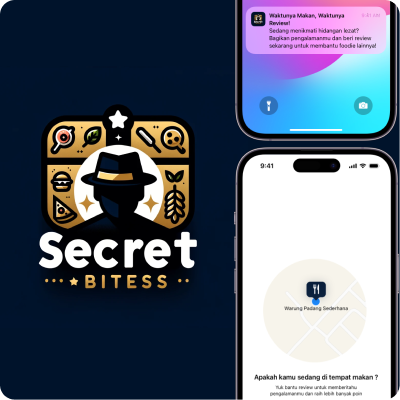 Secret
BITESS
Waktunya Makan, Waktunya
Review!
9:41 AM
Sedang menikmati hidangan lezat?
Bagikan pengalamanmu dan beri review
sekarang untuk membantu foodie lainnya!
9:41
Warung Padang Sederhana
Apakah kamu sedang di tempat makan ?
Yuk bantu review untuk memberitahu
pengalamanmu dan raih lebih banyak poin